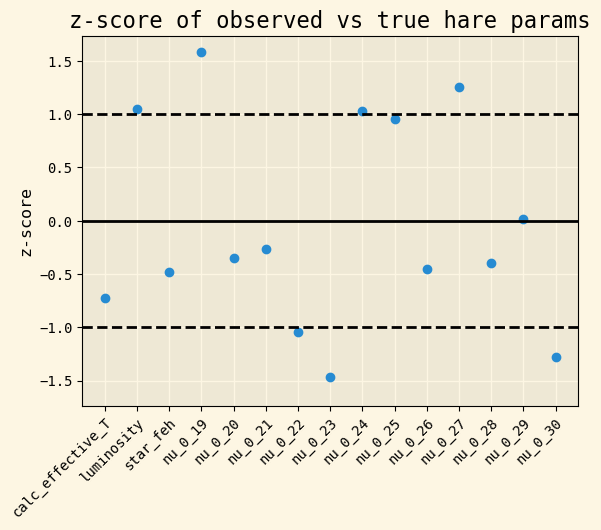 z-score of observed vs true hare params
z-score
1.5
1.0
0.5
0.0
−0.5
−1.0
−1.5
calc_effective_T
luminosity
star_feh
nu_0_19
nu_0_20
nu_0_21
nu_0_22
nu_0_23
nu_0_24
nu_0_25
nu_0_26
nu_0_27
nu_0_28
nu_0_29
nu_0_30